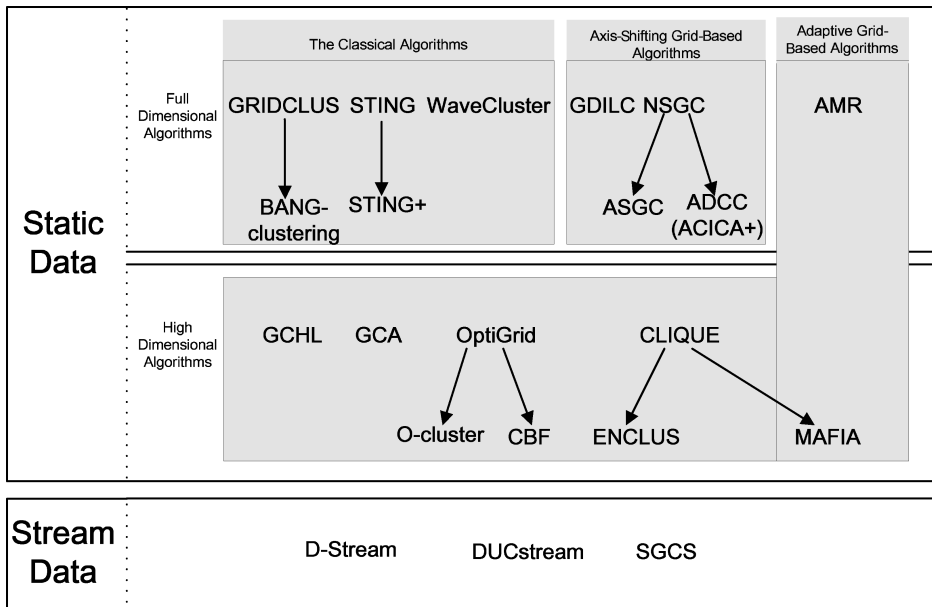 The Classical Algorithms
Axis-Shifting Grid-Based
Algorithms
Adaptive Grid-
Based Algorithms
Static
Data
Full
Dimensional
Algorithms
GRIDCLUS STING WaveCluster
GDILC NSGC
AMR
BANG-
clustering
STING+
ASGC
ADCC
(ACICA+)
High
Dimensional
Algorithms
GCHL GCA OptiGrid CLIQUE
O-cluster CBF ENCLUS MAFIA
Stream
Data
D-Stream DUCstream SGCS